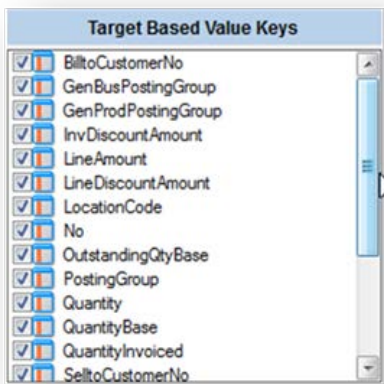 Target Based Value Keys
BilltoCustomerNo
GenBusPostingGroup
GenProdPostingGroup
InvDiscountAmount
LineAmount
LineDiscountAmount
LocationCode
No
OutstandingQtyBase
PostingGroup
Quantity
QuantityBase
QuantityInvoiced
SelltoCustomerNo